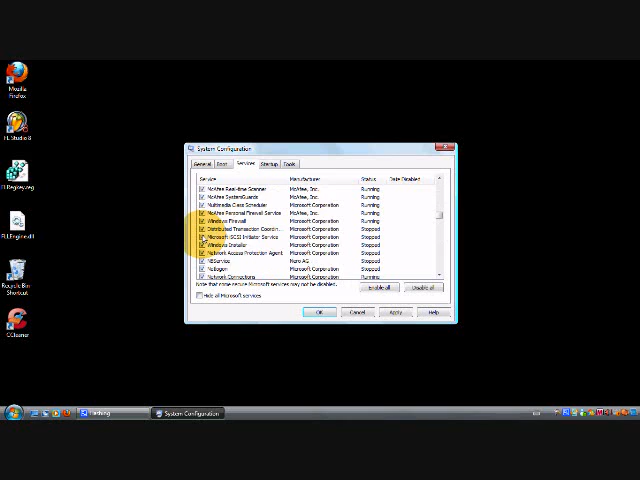 Mozilla
Firefox
FL Studio 8
FLRegkey.reg
FLEngine.dll
Recycle Bin
Shortcut
CCleaner
System Configuration
General Boot Services Startup Tools
Service Manufacturer Status Date Disabled
McAfee Real-time Scanner McAfee, Inc. Running
McAfee SystemGuards McAfee, Inc. Running
Multimedia Class Scheduler Microsoft Corporation Running
McAfee Personal Firewall Service McAfee, Inc. Running
Windows Firewall Microsoft Corporation Running
Distributed Transaction Coordin... Microsoft Corporation Stopped
Microsoft iSCSI Initiator Service Microsoft Corporation Stopped
Windows Installer Microsoft Corporation Stopped
Network Access Protection Agent Microsoft Corporation Stopped
NBService Nero AG Stopped
Netlogon Microsoft Corporation Stopped
Network Connections Microsoft Corporation Running
Note that some secure Microsoft services may not be disabled.
Enable all Disable all
Hide all Microsoft services
OK Cancel Apply Help
System Configuration